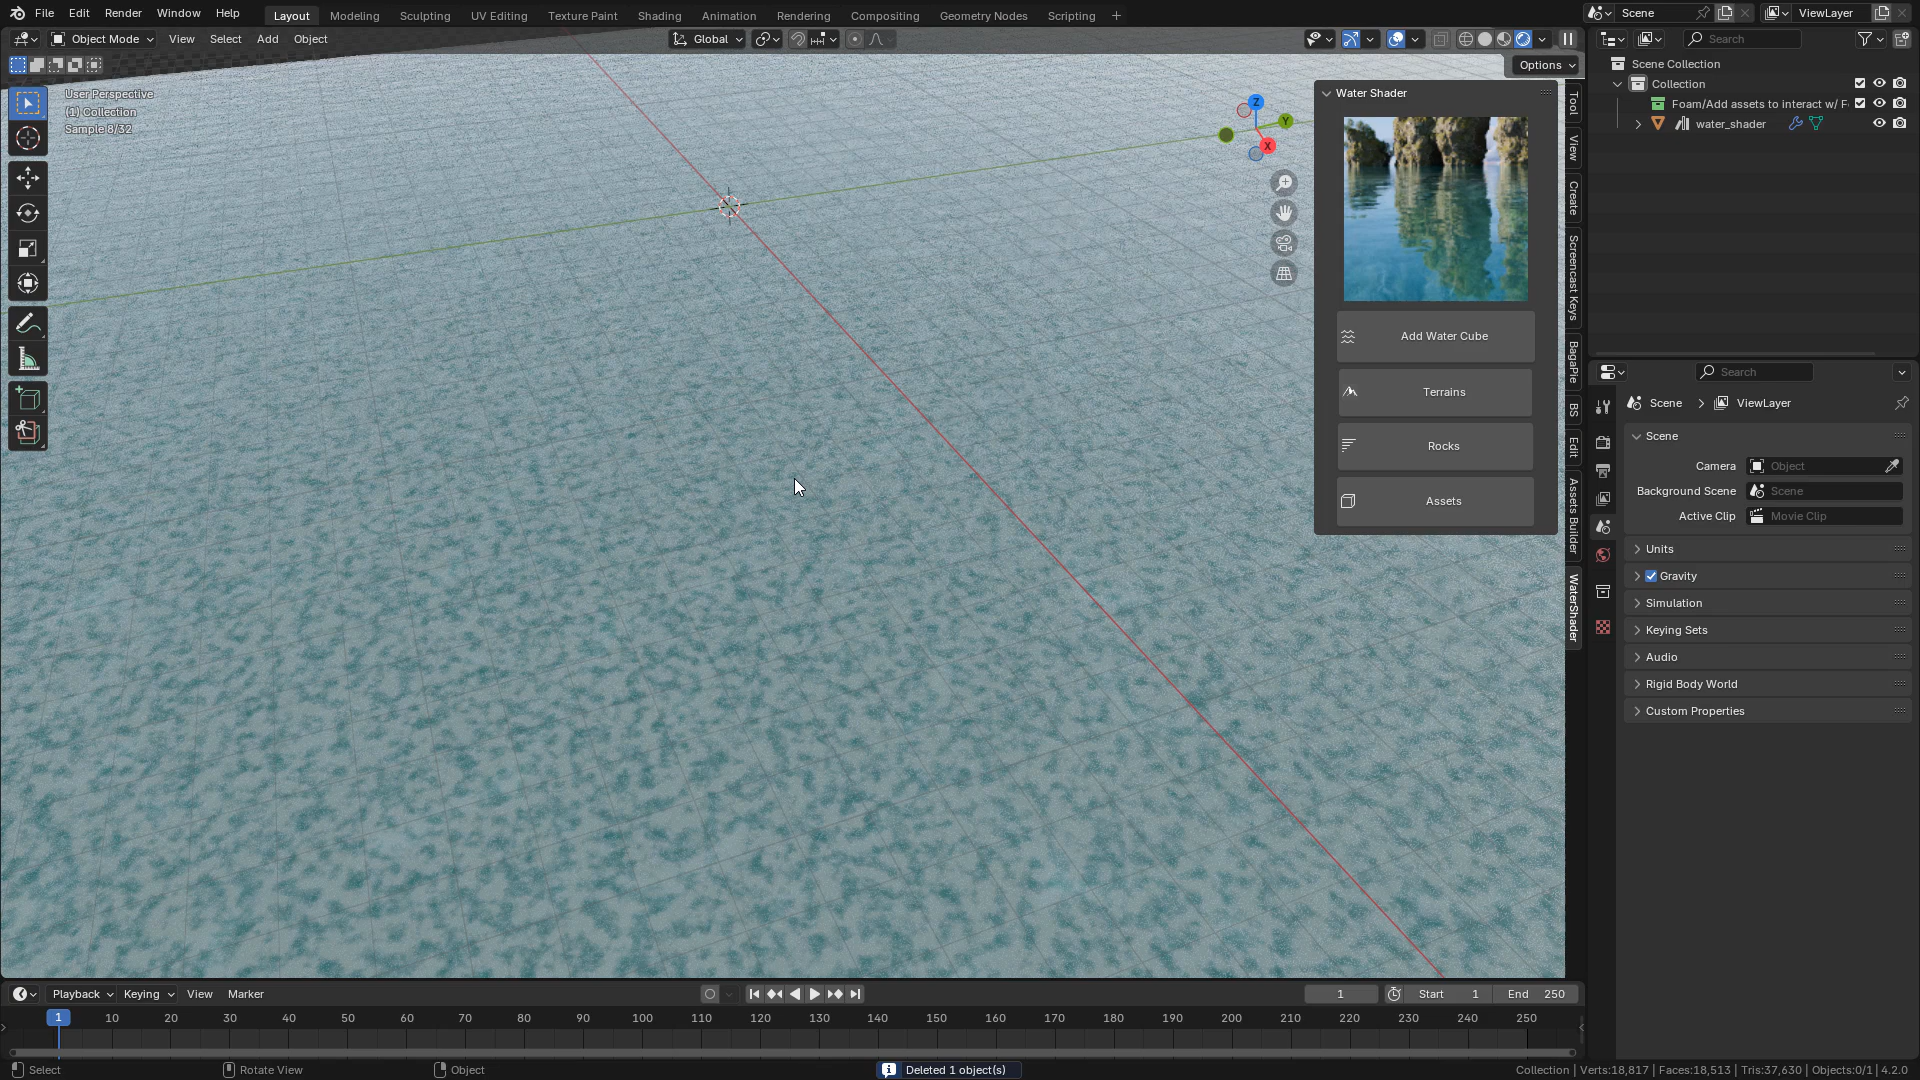 File Edit Render Window Help Layout Modeling Sculpting UV Editing Texture Paint Shading Animation Rendering Compositing Geometry Nodes Scripting +
Scene ViewLayer
Object Mode View Select Add Object
Global
Search
Options
User Perspective
(1) Collection
Sample 8/32
Z
Y
X
Water Shader
Add Water Cube
Terrains
Rocks
Assets
Tool
View
Create
Screencast Keys
BagaPie
BS
Edit
Assets Builder
WaterShader
Scene Collection
Collection
Foam/Add assets to interact w/ F
water_shader
Search
Scene ViewLayer
Scene
Camera Object
Background Scene Scene
Active Clip Movie Clip
Units
Gravity
Simulation
Keying Sets
Audio
Rigid Body World
Custom Properties
Playback Keying View Marker
1 Start 1 End 250
1 10 20 30 40 50 60 70 80 90 100 110 120 130 140 150 160 170 180 190 200 210 220 230 240 250
Select Rotate View Object Deleted 1 object(s) Collection | Verts:18,817 | Faces:18,513 | Tris:37,630 | Objects:0/1 | 4.2.0